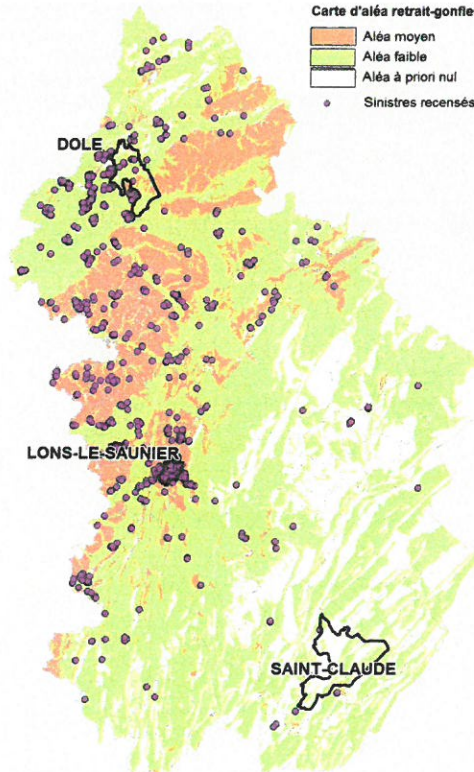 Carte d'aléa retrait-gonfle
Aléa moyen
Aléa faible
Aléa à priori nul
Sinistres recensés
DOLE
LONS-LE-SAUNIER
SAINT-CLAUDE